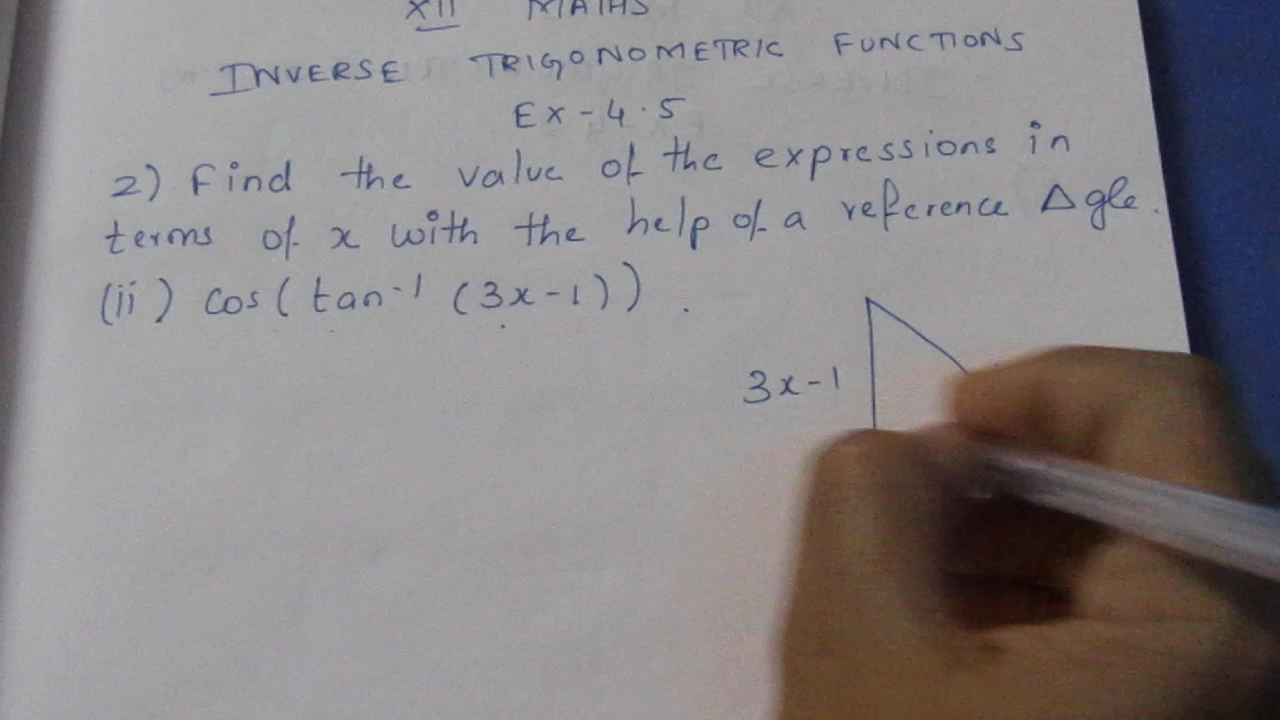 XII MATHS
INVERSE TRIGONOMETRIC FUNCTIONS
Ex - 4.5
2) Find the value of the expressions in
terms of x with the help of a reference Δgle.
(ii) cos(tan⁻¹ (3x-1)).
3x-1